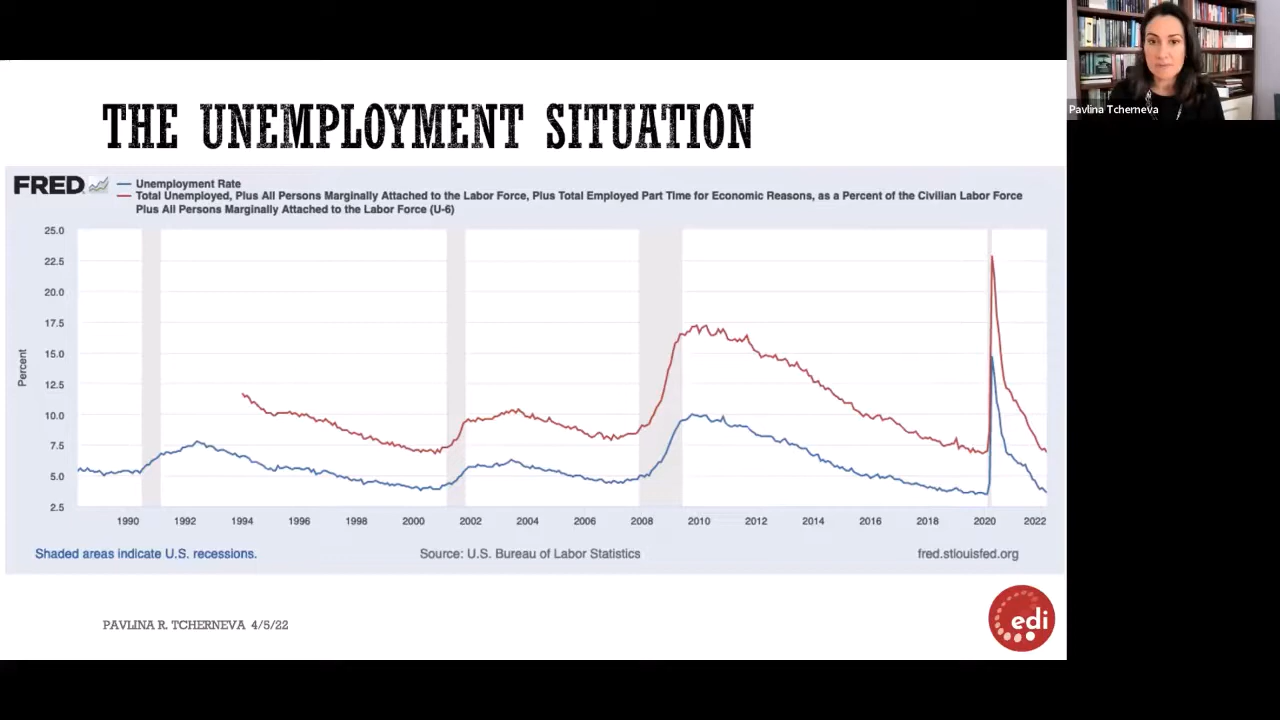 Pavlina Tcherneva
THE UNEMPLOYMENT SITUATION
FRED
Unemployment Rate
Total Unemployed, Plus All Persons Marginally Attached to the Labor Force, Plus Total Employed Part Time for Economic Reasons, as a Percent of the Civilian Labor Force
Plus All Persons Marginally Attached to the Labor Force (U-6)
25.0
22.5
20.0
17.5
15.0
12.5
10.0
7.5
5.0
2.5
Percent
1990 1992 1994 1996 1998 2000 2002 2004 2006 2008 2010 2012 2014 2016 2018 2020 2022
Shaded areas indicate U.S. recessions. Source: U.S. Bureau of Labor Statistics fred.stlouisfed.org
PAVLINA R. TCHERNEVA 4/5/22
edi